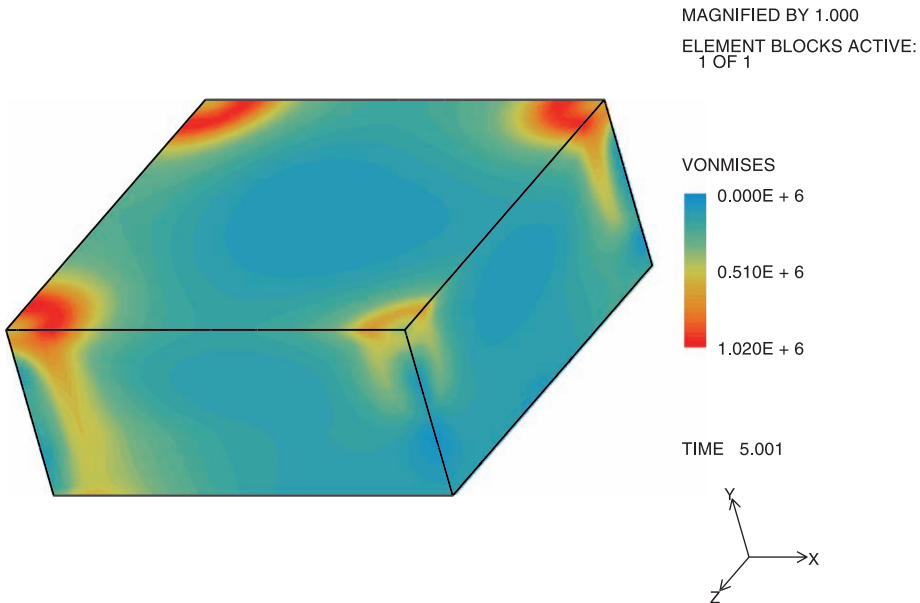 MAGNIFIED BY 1.000
ELEMENT BLOCKS ACTIVE:
1 OF 1
VONMISES
0.000E + 6
0.510E + 6
1.020E + 6
TIME 5.001
Y
X
Z